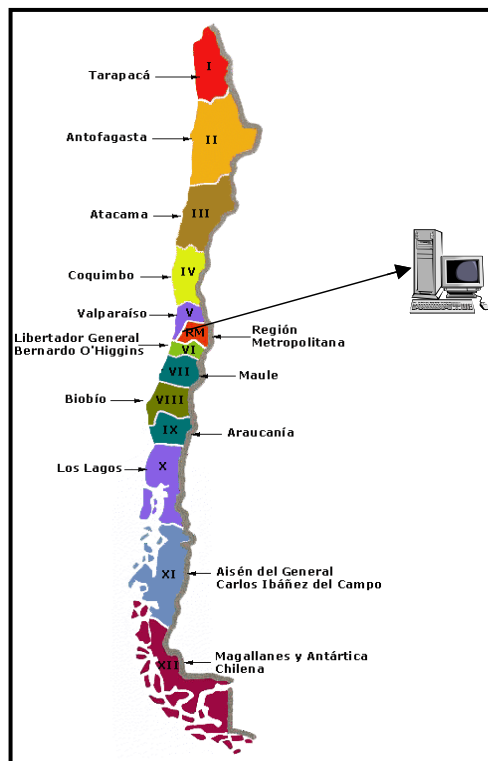 I
Tarapacá
Antofagasta
II
Atacama
III
Coquimbo
IV
Valparaíso
V
Libertador General
Bernardo O'Higgins
RM
Región
Metropolitana
VI
VII
Maule
Biobío
VIII
IX
Araucanía
Los Lagos
X
XI
Aisén del General
Carlos Ibáñez del Campo
XII
Magallanes y Antártica
Chilena